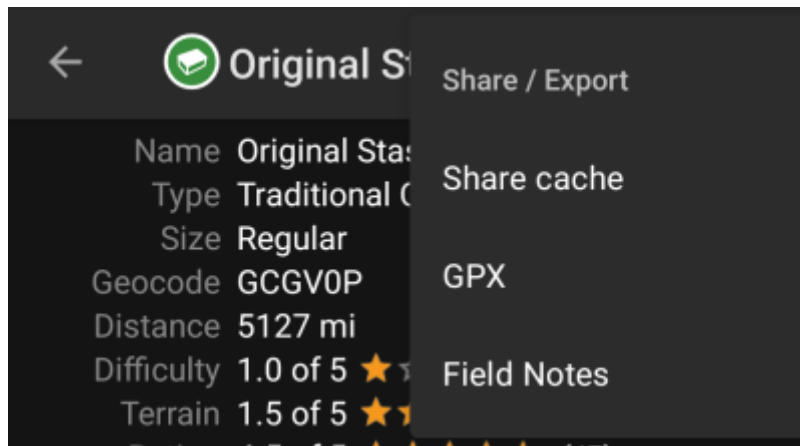 Original St
Share / Export
Name Original Stas
Type Traditional C
Size Regular
Geocode GCGV0P
Distance 5127 mi
Difficulty 1.0 of 5
Terrain 1.5 of 5
Share cache
GPX
Field Notes